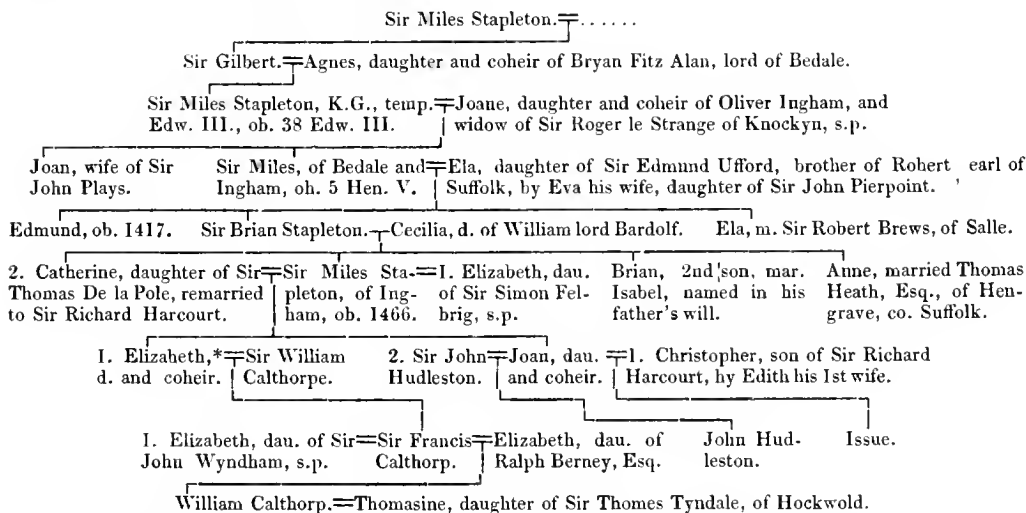 Sir Miles Stapleton.=. . . . . .
Sir Gilbert.=Agnes, daughter and coheir of Bryan Fitz Alan, lord of Bedale.
Sir Miles Stapleton, K.G., temp.=Joane, daughter and coheir of Oliver Ingham, and
Edw. III., ob. 38 Edw. III. widow of Sir Roger le Strange of Knockyn, s.p.
Joan, wife of Sir Sir Miles, of Bedale and=Ela, daughter of Sir Edmund Ufford, brother of Robert earl of
John Plays. Ingham, oh. 5 Hen. V. Suffolk, by Eva his wife, daughter of Sir John Pierpoint.
Edmund, ob. 1417. Sir Brian Stapleton.=Cecilia, d. of William lord Bardolf. Ela, m. Sir Robert Brews, of Salle.
2. Catherine, daughter of Sir=Sir Miles Sta-=1. Elizabeth, dau. Brian, 2nd son, mar. Anne, married Thomas
Thomas De la Pole, remarried pleton, of Ing- of Sir Simon Fel- Isabel, named in his Heath, Esq., of Hen-
to Sir Richard Harcourt. ham, ob. 1466. brig, s.p. father's will. grave, co. Suffolk.
1. Elizaheth,*=Sir William 2. Sir John=Joan, dau. =1. Christopher, son of Sir Richard
d. and coheir. Calthorpe. Hudleston. and coheir. Harcourt, hy Edith his 1st wife.
1. Elizabeth, dau. of Sir=Sir Francis=Elizabeth, dau. of John Hud- Issue.
John Wyndham, s.p. Calthorp. Ralph Berney, Esq. leston.
William Calthorp.=Thomasine, daughter of Sir Thomes Tyndale, of Hockwold.